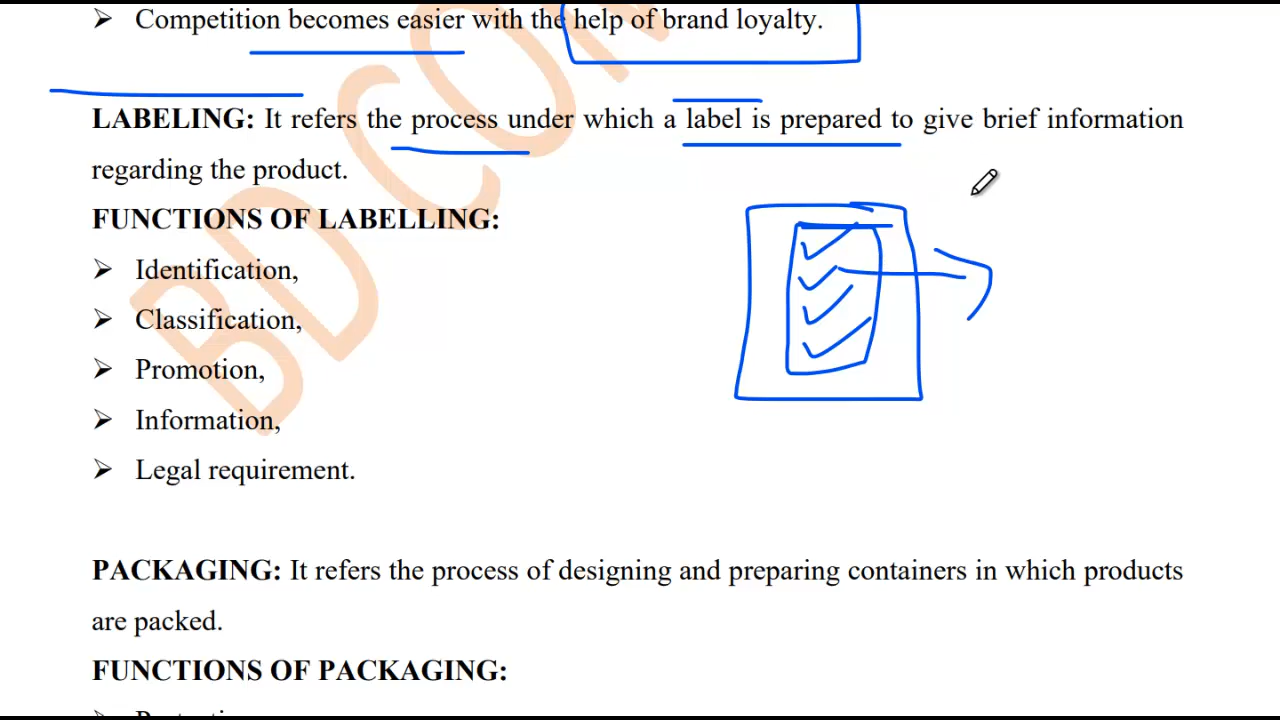 ➢ Competition becomes easier with the help of brand loyalty.
LABELING: It refers the process under which a label is prepared to give brief information
regarding the product.
FUNCTIONS OF LABELLING:
➢ Identification,
➢ Classification,
➢ Promotion,
➢ Information,
➢ Legal requirement.
PACKAGING: It refers the process of designing and preparing containers in which products
are packed.
FUNCTIONS OF PACKAGING:
BD COM